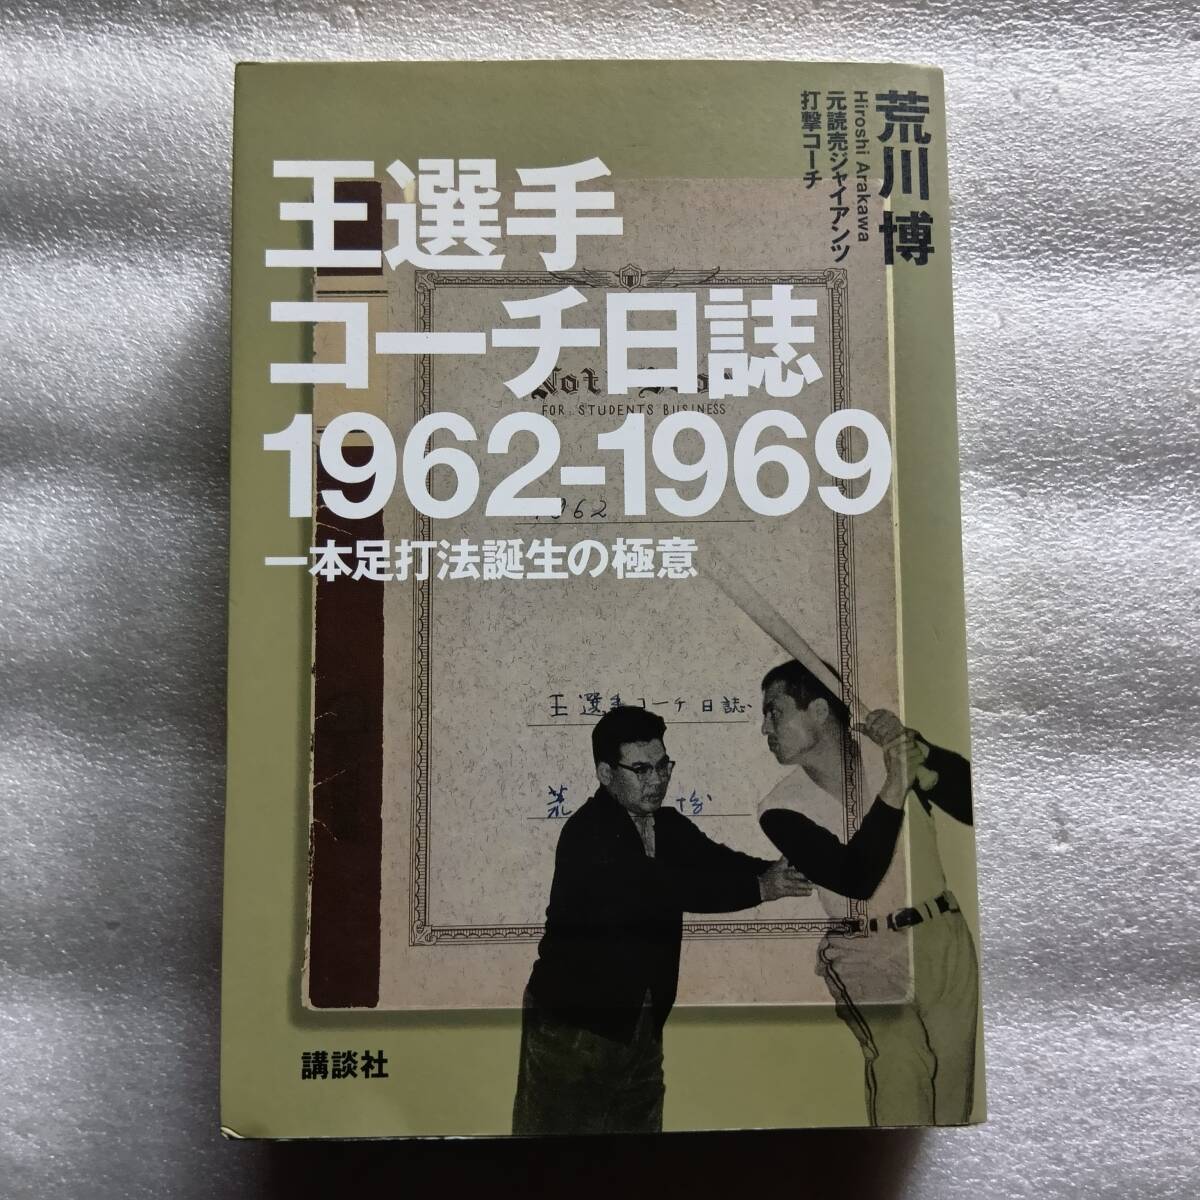 荒川 博
Hiroshi Arakawa
元読売ジャイアンツ
打撃コーチ
王選手
コーチ日誌
1962-1969
一本足打法誕生の極意
FOR STUDENTS BUSINESS
1962
王選手コーチ日誌
荒
博
講談社